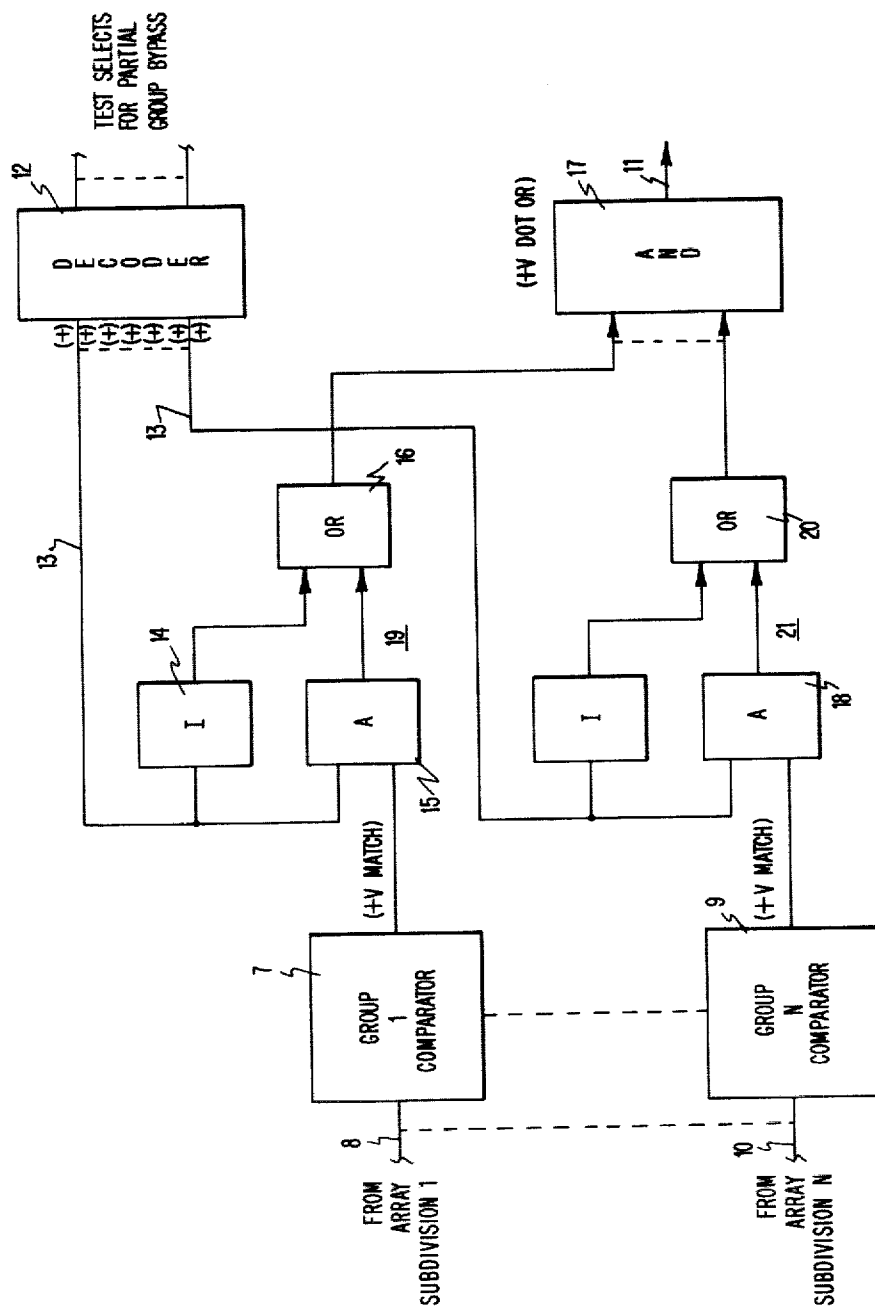 TEST SELECTS
FOR PARTIAL
GROUP BYPASS
12
DECODER
(+)
(+)
(+)
(+)
(+)
(+)
(+)
13
13
14
I
OR
16
19
A
15
(+V MATCH)
7
GROUP
1
COMPARATOR
8
FROM
ARRAY
SUBDIVISION 1
(+V DOT OR)
17
AND
11
I
OR
20
21
A
18
(+V MATCH)
9
GROUP
N
COMPARATOR
10
FROM
ARRAY
SUBDIVISION N